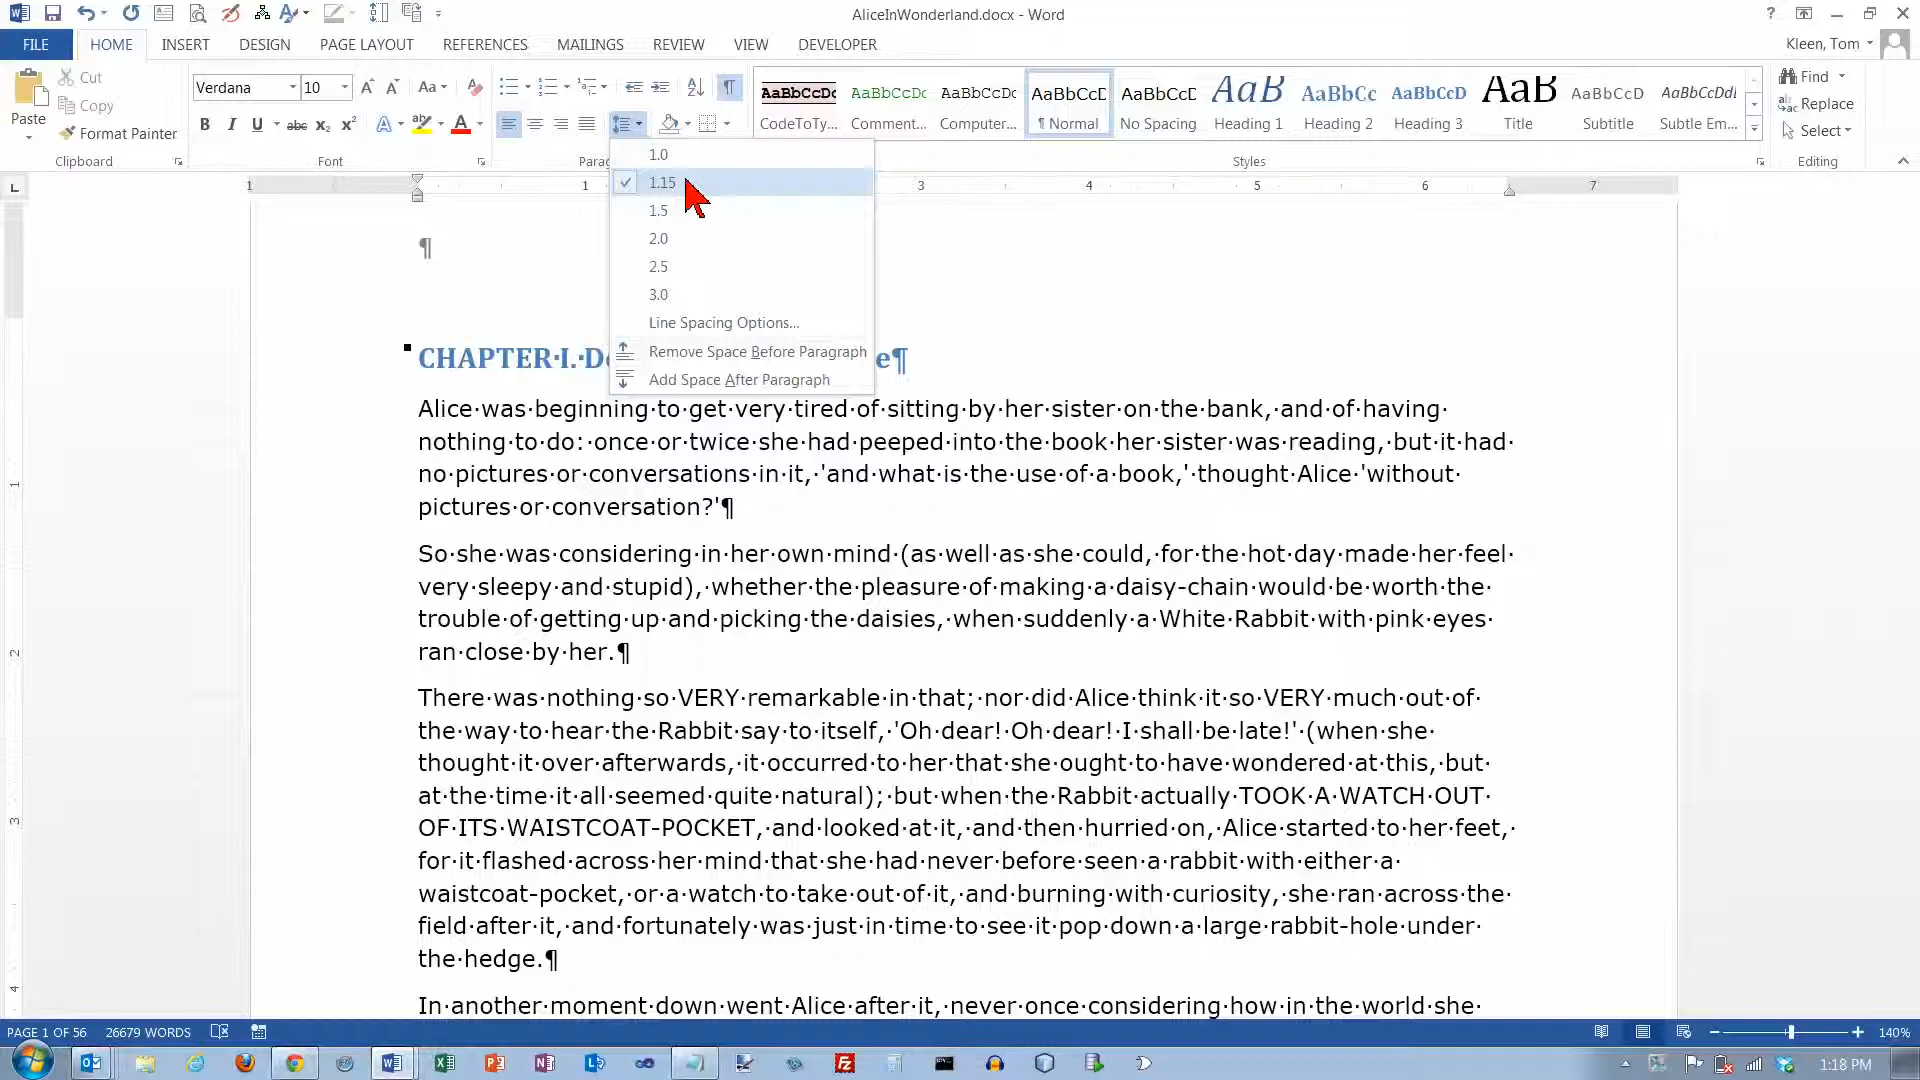 AliceInWonderland.docx - Word
?
FILE HOME INSERT DESIGN PAGE LAYOUT REFERENCES MAILINGS REVIEW VIEW DEVELOPER Kleen, Tom
Paste
Cut
Copy
Format Painter
Clipboard
Verdana 10 Aa
B I U abc x₂ x² A ab A
Font
Parag
AaBbCcDc CodeToTy...
AaBbCcDc Comment...
AaBbCcDc Computer...
AaBbCcD ¶ Normal
AaBbCcD No Spacing
AaB Heading 1
AaBbCc Heading 2
AaBbCcD Heading 3
AaB Title
AaBbCcD Subtitle
AaBbCcDd Subtle Em...
Styles
Find
Replace
Select
Editing
1.0
1.15
1.5
2.0
2.5
3.0
Line Spacing Options...
Remove Space Before Paragraph
Add Space After Paragraph
L
1 1 3 4 5 6 7
¶
CHAPTER·I.·D e¶
Alice·was·beginning·to·get·very·tired·of·sitting·by·her·sister·on·the·bank,·and·of·having·
nothing·to·do:·once·or·twice·she·had·peeped·into·the·book·her·sister·was·reading,·but·it·had·
no·pictures·or·conversations·in·it,·'and·what·is·the·use·of·a·book,'·thought·Alice·'without·
pictures·or·conversation?'¶
So·she·was·considering·in·her·own·mind·(as·well·as·she·could,·for·the·hot·day·made·her·feel·
very·sleepy·and·stupid),·whether·the·pleasure·of·making·a·daisy-chain·would·be·worth·the·
trouble·of·getting·up·and·picking·the·daisies,·when·suddenly·a·White·Rabbit·with·pink·eyes·
ran·close·by·her.¶
There·was·nothing·so·VERY·remarkable·in·that;·nor·did·Alice·think·it·so·VERY·much·out·of·
the·way·to·hear·the·Rabbit·say·to·itself,·'Oh·dear!·Oh·dear!·I·shall·be·late!'·(when·she·
thought·it·over·afterwards,·it·occurred·to·her·that·she·ought·to·have·wondered·at·this,·but·
at·the·time·it·all·seemed·quite·natural);·but·when·the·Rabbit·actually·TOOK·A·WATCH·OUT·
OF·ITS·WAISTCOAT-POCKET,·and·looked·at·it,·and·then·hurried·on,·Alice·started·to·her·feet,·
for·it·flashed·across·her·mind·that·she·had·never·before·seen·a·rabbit·with·either·a·
waistcoat-pocket,·or·a·watch·to·take·out·of·it,·and·burning·with·curiosity,·she·ran·across·the·
field·after·it,·and·fortunately·was·just·in·time·to·see·it·pop·down·a·large·rabbit-hole·under·
the·hedge.¶
In·another·moment·down·went·Alice·after·it,·never·once·considering·how·in·the·world·she·
1
2
3
4
PAGE 1 OF 56 26679 WORDS 140%
1:18 PM